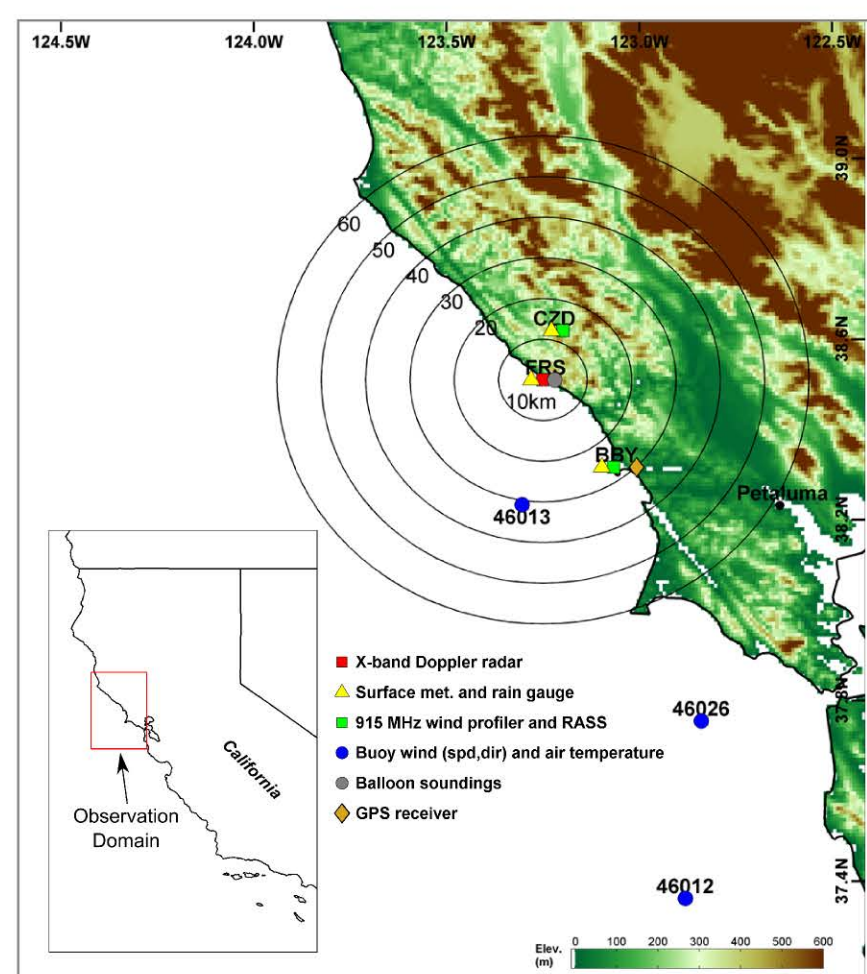 124.5W 124.0W 123.5W 123.0W 122.5W
39.0N
60
50
40
30
20
CZD
38.6N
FRS
10km
BBY
Petaluma
46013
38.2N
X-band Doppler radar
Surface met. and rain gauge
915 MHz wind profiler and RASS
Buoy wind (spd,dir) and air temperature
Balloon soundings
GPS receiver
46026
37.8N
California
Observation
Domain
46012
37.4N
Elev.
(m)
0 100 200 300 400 500 600